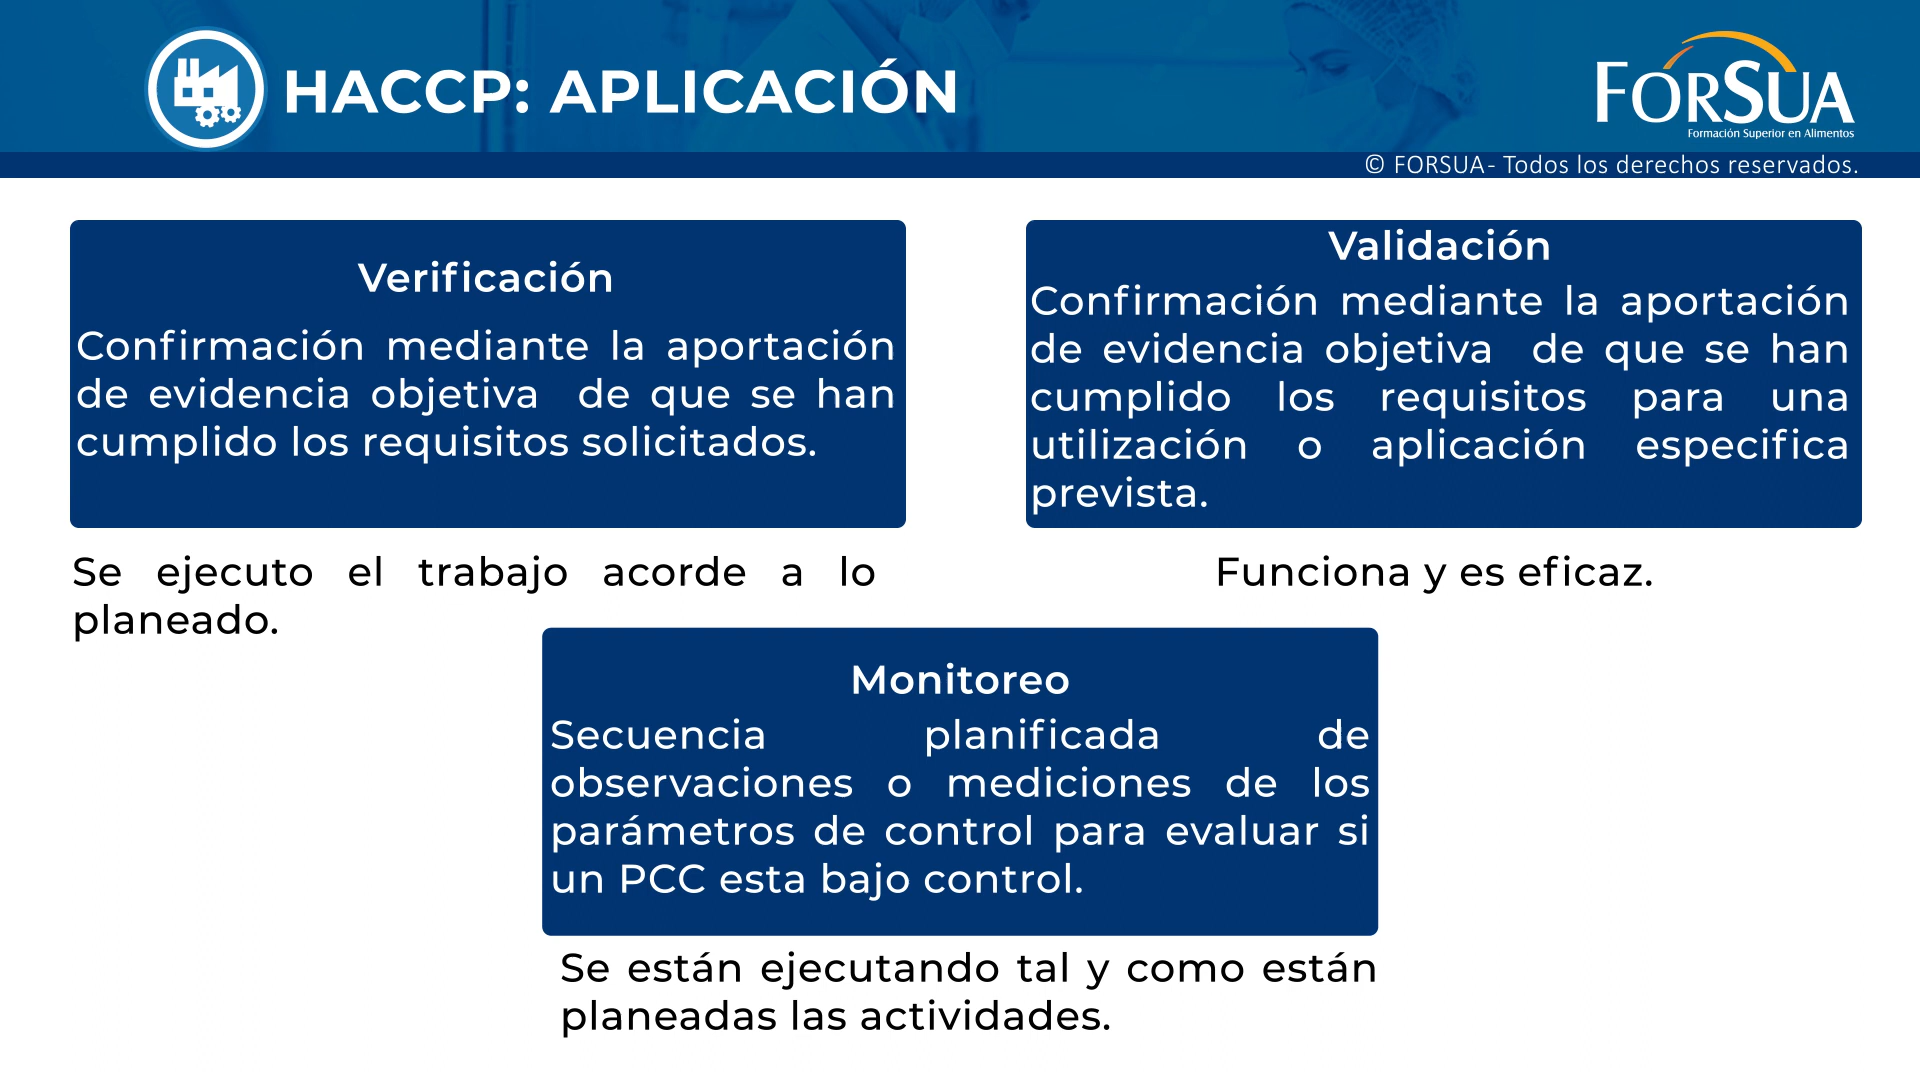 HACCP: APLICACIÓN
FORSUA
Formación Superior en Alimentos
© FORSUA- Todos los derechos reservados.
Verificación
Confirmación mediante la aportación
de evidencia objetiva de que se han
cumplido los requisitos solicitados.
Se ejecuto el trabajo acorde a lo
planeado.
Validación
Confirmación mediante la aportación
de evidencia objetiva de que se han
cumplido los requisitos para una
utilización o aplicación especifica
prevista.
Funciona y es eficaz.
Monitoreo
Secuencia planificada de
observaciones o mediciones de los
parámetros de control para evaluar si
un PCC esta bajo control.
Se están ejecutando tal y como están
planeadas las actividades.